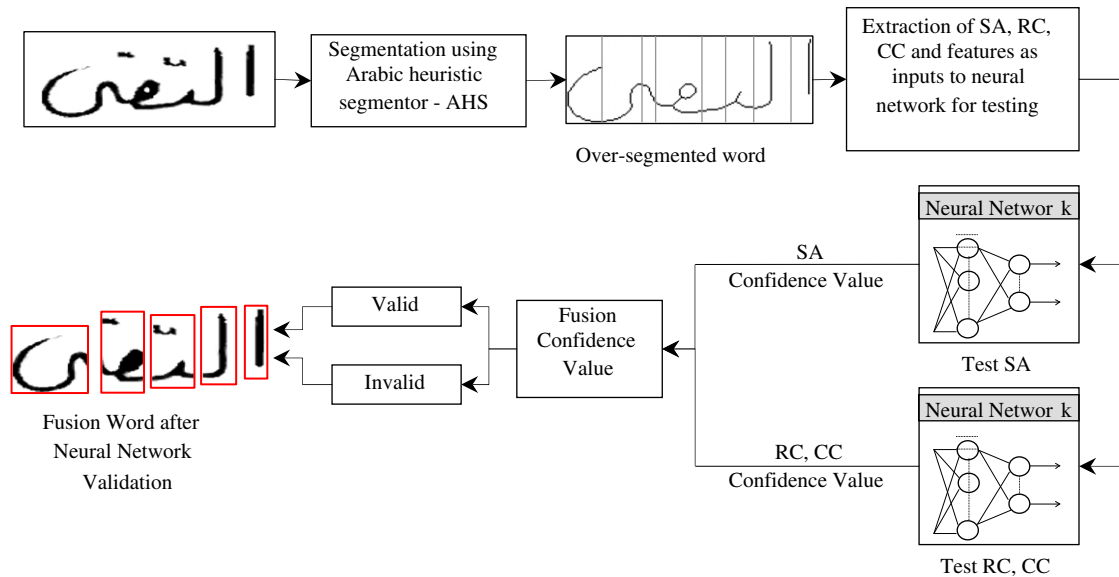 التقى
Segmentation using
Arabic heuristic
segmentor - AHS
Over-segmented word
Extraction of SA, RC,
CC and features as
inputs to neural
network for testing
Neural Networ k
Test SA
SA
Confidence Value
Neural Networ k
Test RC, CC
RC, CC
Confidence Value
Fusion
Confidence
Value
Valid
Invalid
التقى
Fusion Word after
Neural Network
Validation